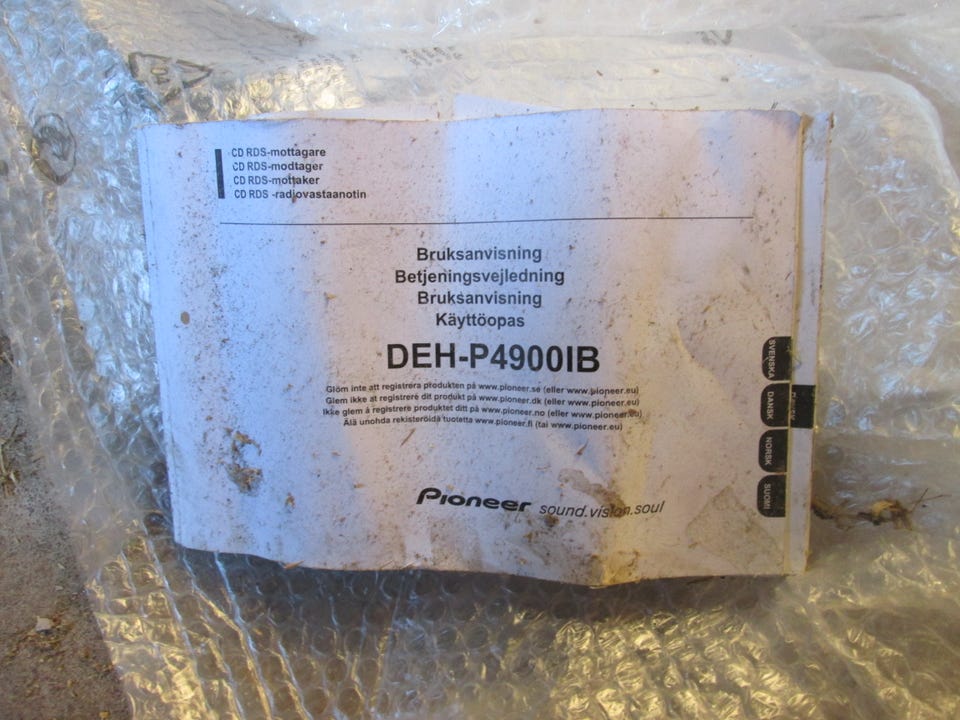 CD RDS-mottagare
CD RDS-modtager
CD RDS-mottaker
CD RDS -radiovastaanotin
Bruksanvisning
Betjeningsvejledning
Bruksanvisning
Käyttöopas
DEH-P4900IB
Glöm inte att registrera produkten på www.pioneer.se (eller www.pioneer.eu)
Glem ikke at registrere dit produkt på www.pioneer.dk (eller www.pioneer.eu)
Ikke glem å registrere produktet ditt på www.pioneer.no (eller www.pioneer.eu)
Älä unohda rekisteröidä tuotetta www.pioneer.fi (tai www.pioneer.eu)
SVENSKA
DANSK
NORSK
SUOMI
Pioneer sound.vision.soul